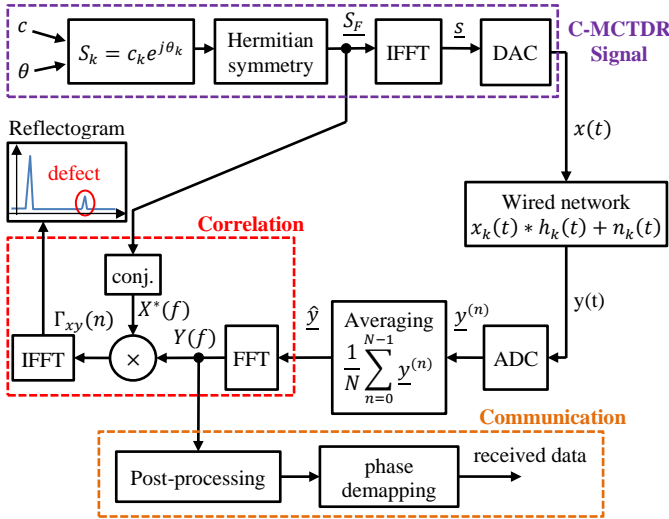 c
θ
S_k = c_k e^{jθ_k}
Hermitian
symmetry
S_F
IFFT
s
DAC
C-MCTDR
Signal
x(t)
Reflectogram
defect
Wired network
x_k(t) ∗ h_k(t) + n_k(t)
Correlation
conj.
X*(f)
y(t)
Γ_xy(n)
IFFT
×
Y(f)
FFT
ŷ
Averaging
1/N ∑_{n=0}^{N−1} y^(n)
y^(n)
ADC
Communication
Post-processing
phase
demapping
received data